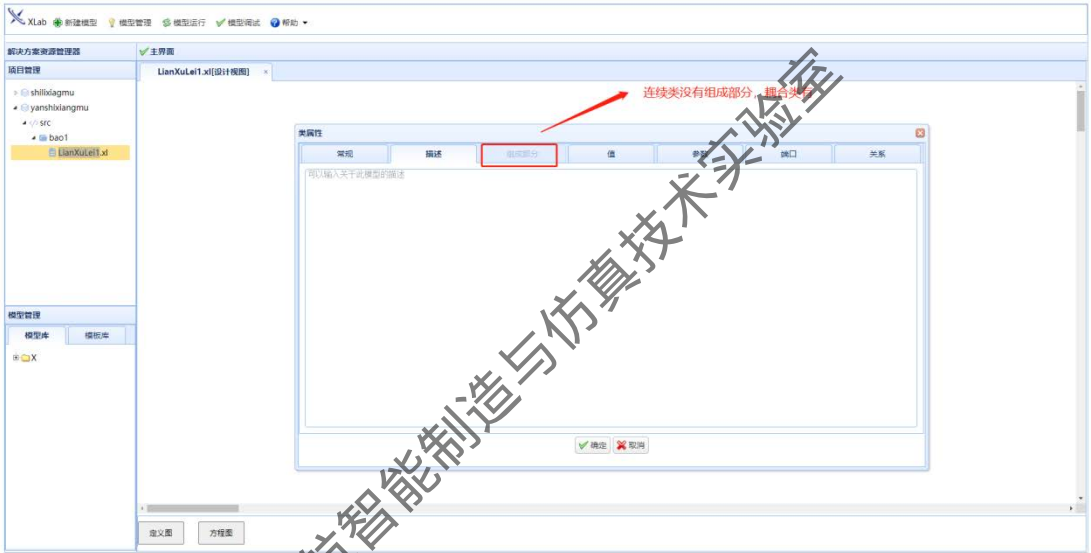 XLab 新建模型 模型管理 模型运行 模型调试 帮助
解决方案资源管理器
主界面
项目管理
LianXuLei1.xl[设计视图] ×
shilixiagmu
yanshixiangmu
src
bao1
LianXuLei1.xl
连续类没有组成部分，耦合类有
类属性
常规 描述 组成部分 值 参数 端口 关系
可以输入关于此模型的描述
确定 取消
模型管理
模型库 模板库
X
定义图 方程图
智能制造与仿真技术实验室